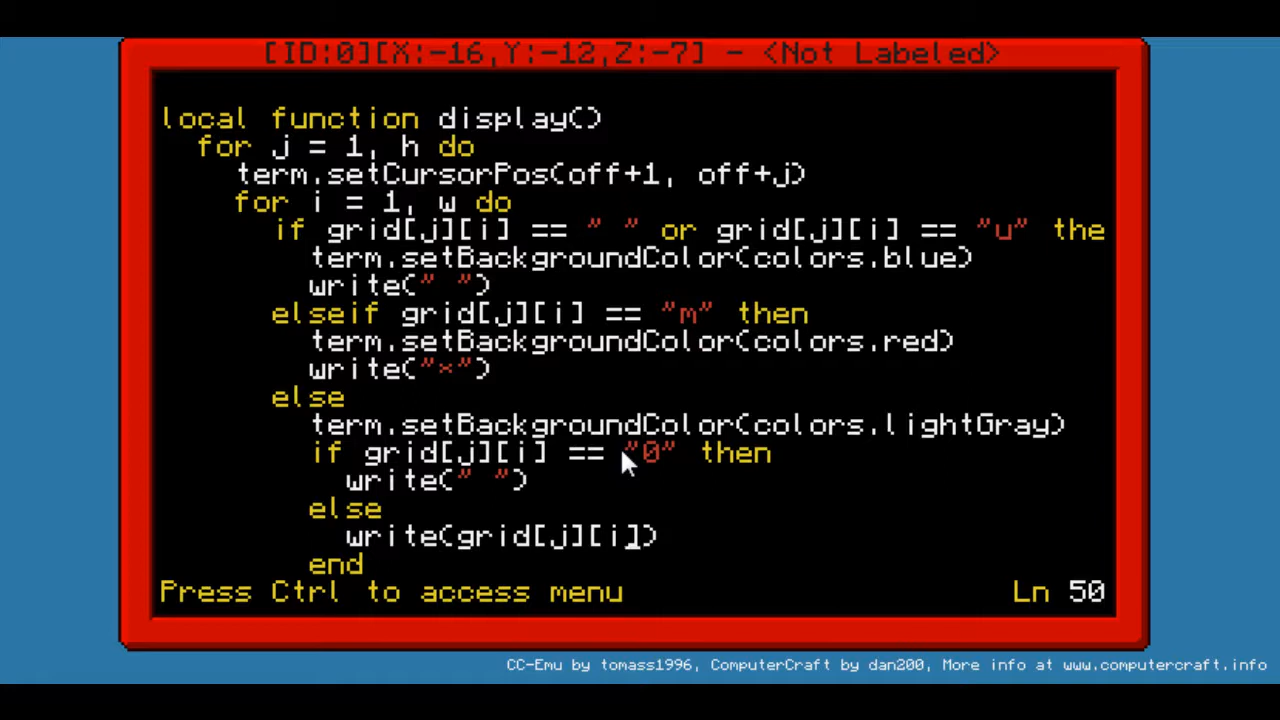 [ID:0][X:-16,Y:-12,Z:-7] - <Not Labeled>
local function display()
for j = 1, h do
term.setCursorPos(off+1, off+j)
for i = 1, w do
if grid[j][i] == " " or grid[j][i] == "u" the
term.setBackgroundColor(colors.blue)
write(" ")
elseif grid[j][i] == "m" then
term.setBackgroundColor(colors.red)
write("*")
else
term.setBackgroundColor(colors.lightGray)
if grid[j][i] == "0" then
write(" ")
else
write(grid[j][i])
end
Press Ctrl to access menu Ln 50
CC-Emu by tomass1996, ComputerCraft by dan200, More info at www.computercraft.info